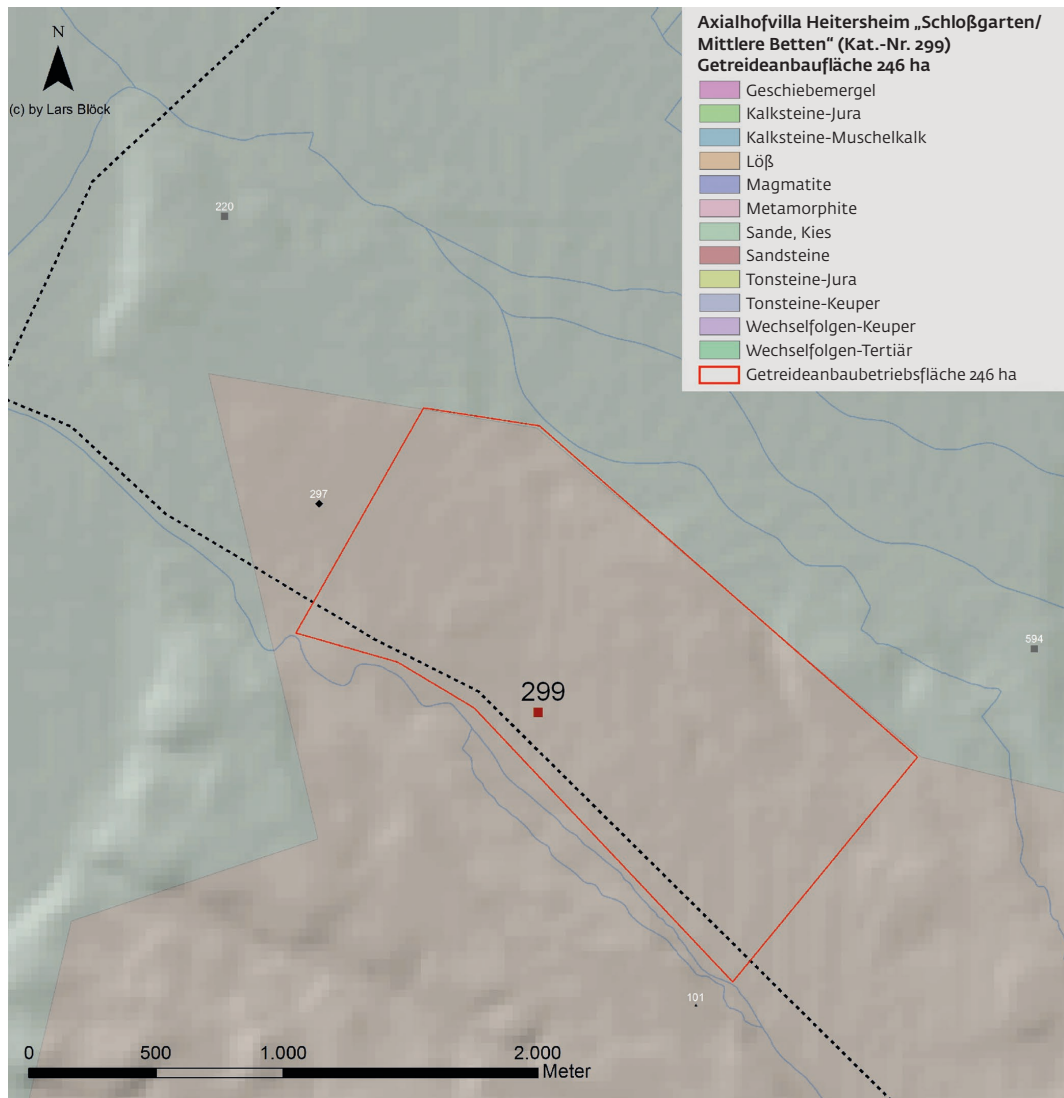 N
(c) by Lars Blöck
Axialhofvilla Heitersheim „Schloßgarten/
Mittlere Betten“ (Kat.-Nr. 299)
Getreideanbaufläche 246 ha
Geschiebemergel
Kalksteine-Jura
Kalksteine-Muschelkalk
Löß
Magmatite
Metamorphite
Sande, Kies
Sandsteine
Tonsteine-Jura
Tonsteine-Keuper
Wechselfolgen-Keuper
Wechselfolgen-Tertiär
Getreideanbaubetriebsfläche 246 ha
220
297
594
299
101
0 500 1.000 2.000
Meter